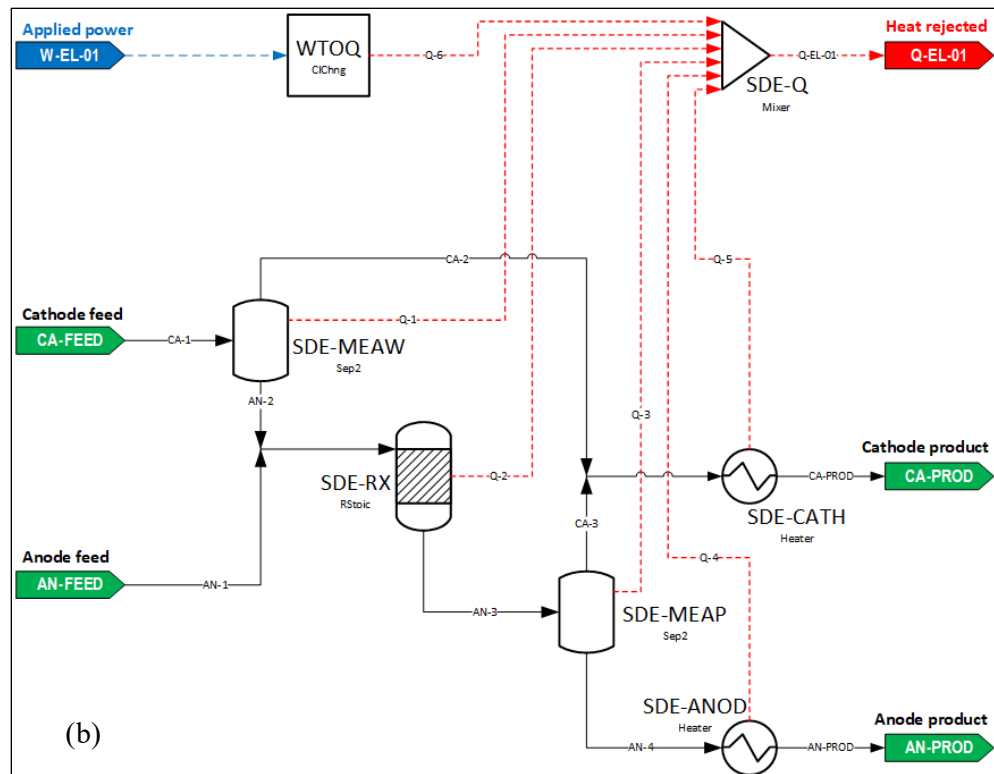 Applied power
W-EL-01
WTOQ
ClChng
Q-6
SDE-Q
Mixer
Q-EL-01
Heat rejected
Q-EL-01
CA-2
Q-5
Cathode feed
CA-FEED
CA-1
SDE-MEAW
Sep2
Q-1
AN-2
Q-3
SDE-RX
RStoic
Q-2
Cathode product
CA-PROD
CA-PROD
SDE-CATH
Heater
CA-3
Q-4
Anode feed
AN-FEED
AN-1
AN-3
SDE-MEAP
Sep2
SDE-ANOD
Heater
AN-4
AN-PROD
Anode product
AN-PROD
(b)